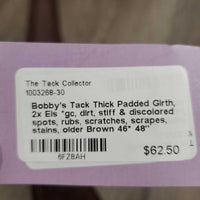 The Tack Collector
1003268-30
Bobby's Tack Thick Padded Girth,
2x Els "gc, dirt, stiff & discolored
spots, rubs, scratches, scrapes,
stains, older Brown 46" 48"
6FZ8AH
$62.50